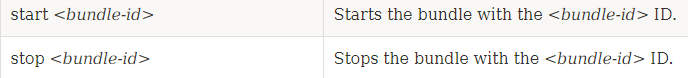 start <bundle-id> Starts the bundle with the <bundle-id> ID.
stop <bundle-id> Stops the bundle with the <bundle-id> ID.